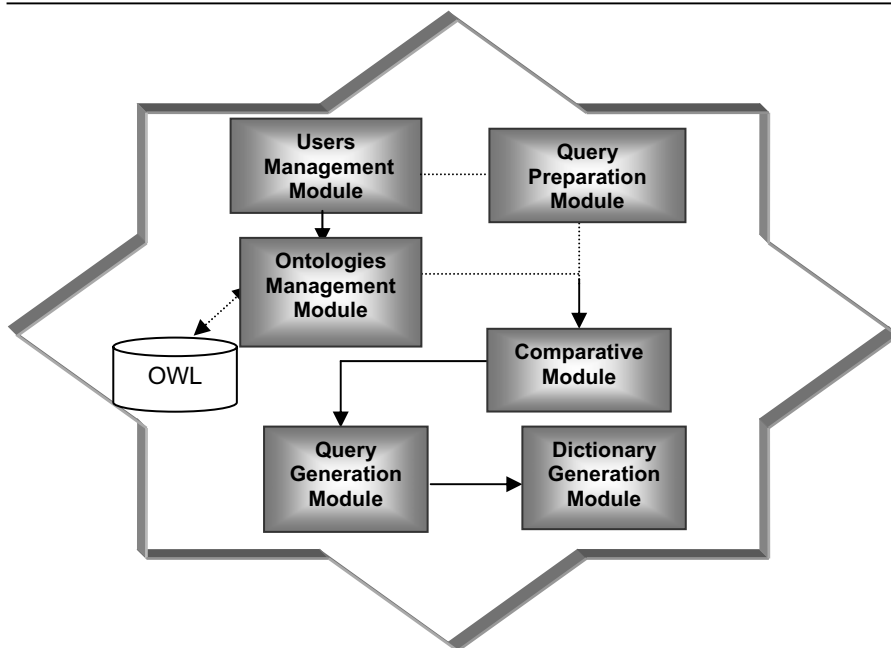 Users
Management
Module
Query
Preparation
Module
Ontologies
Management
Module
OWL
Comparative
Module
Query
Generation
Module
Dictionary
Generation
Module